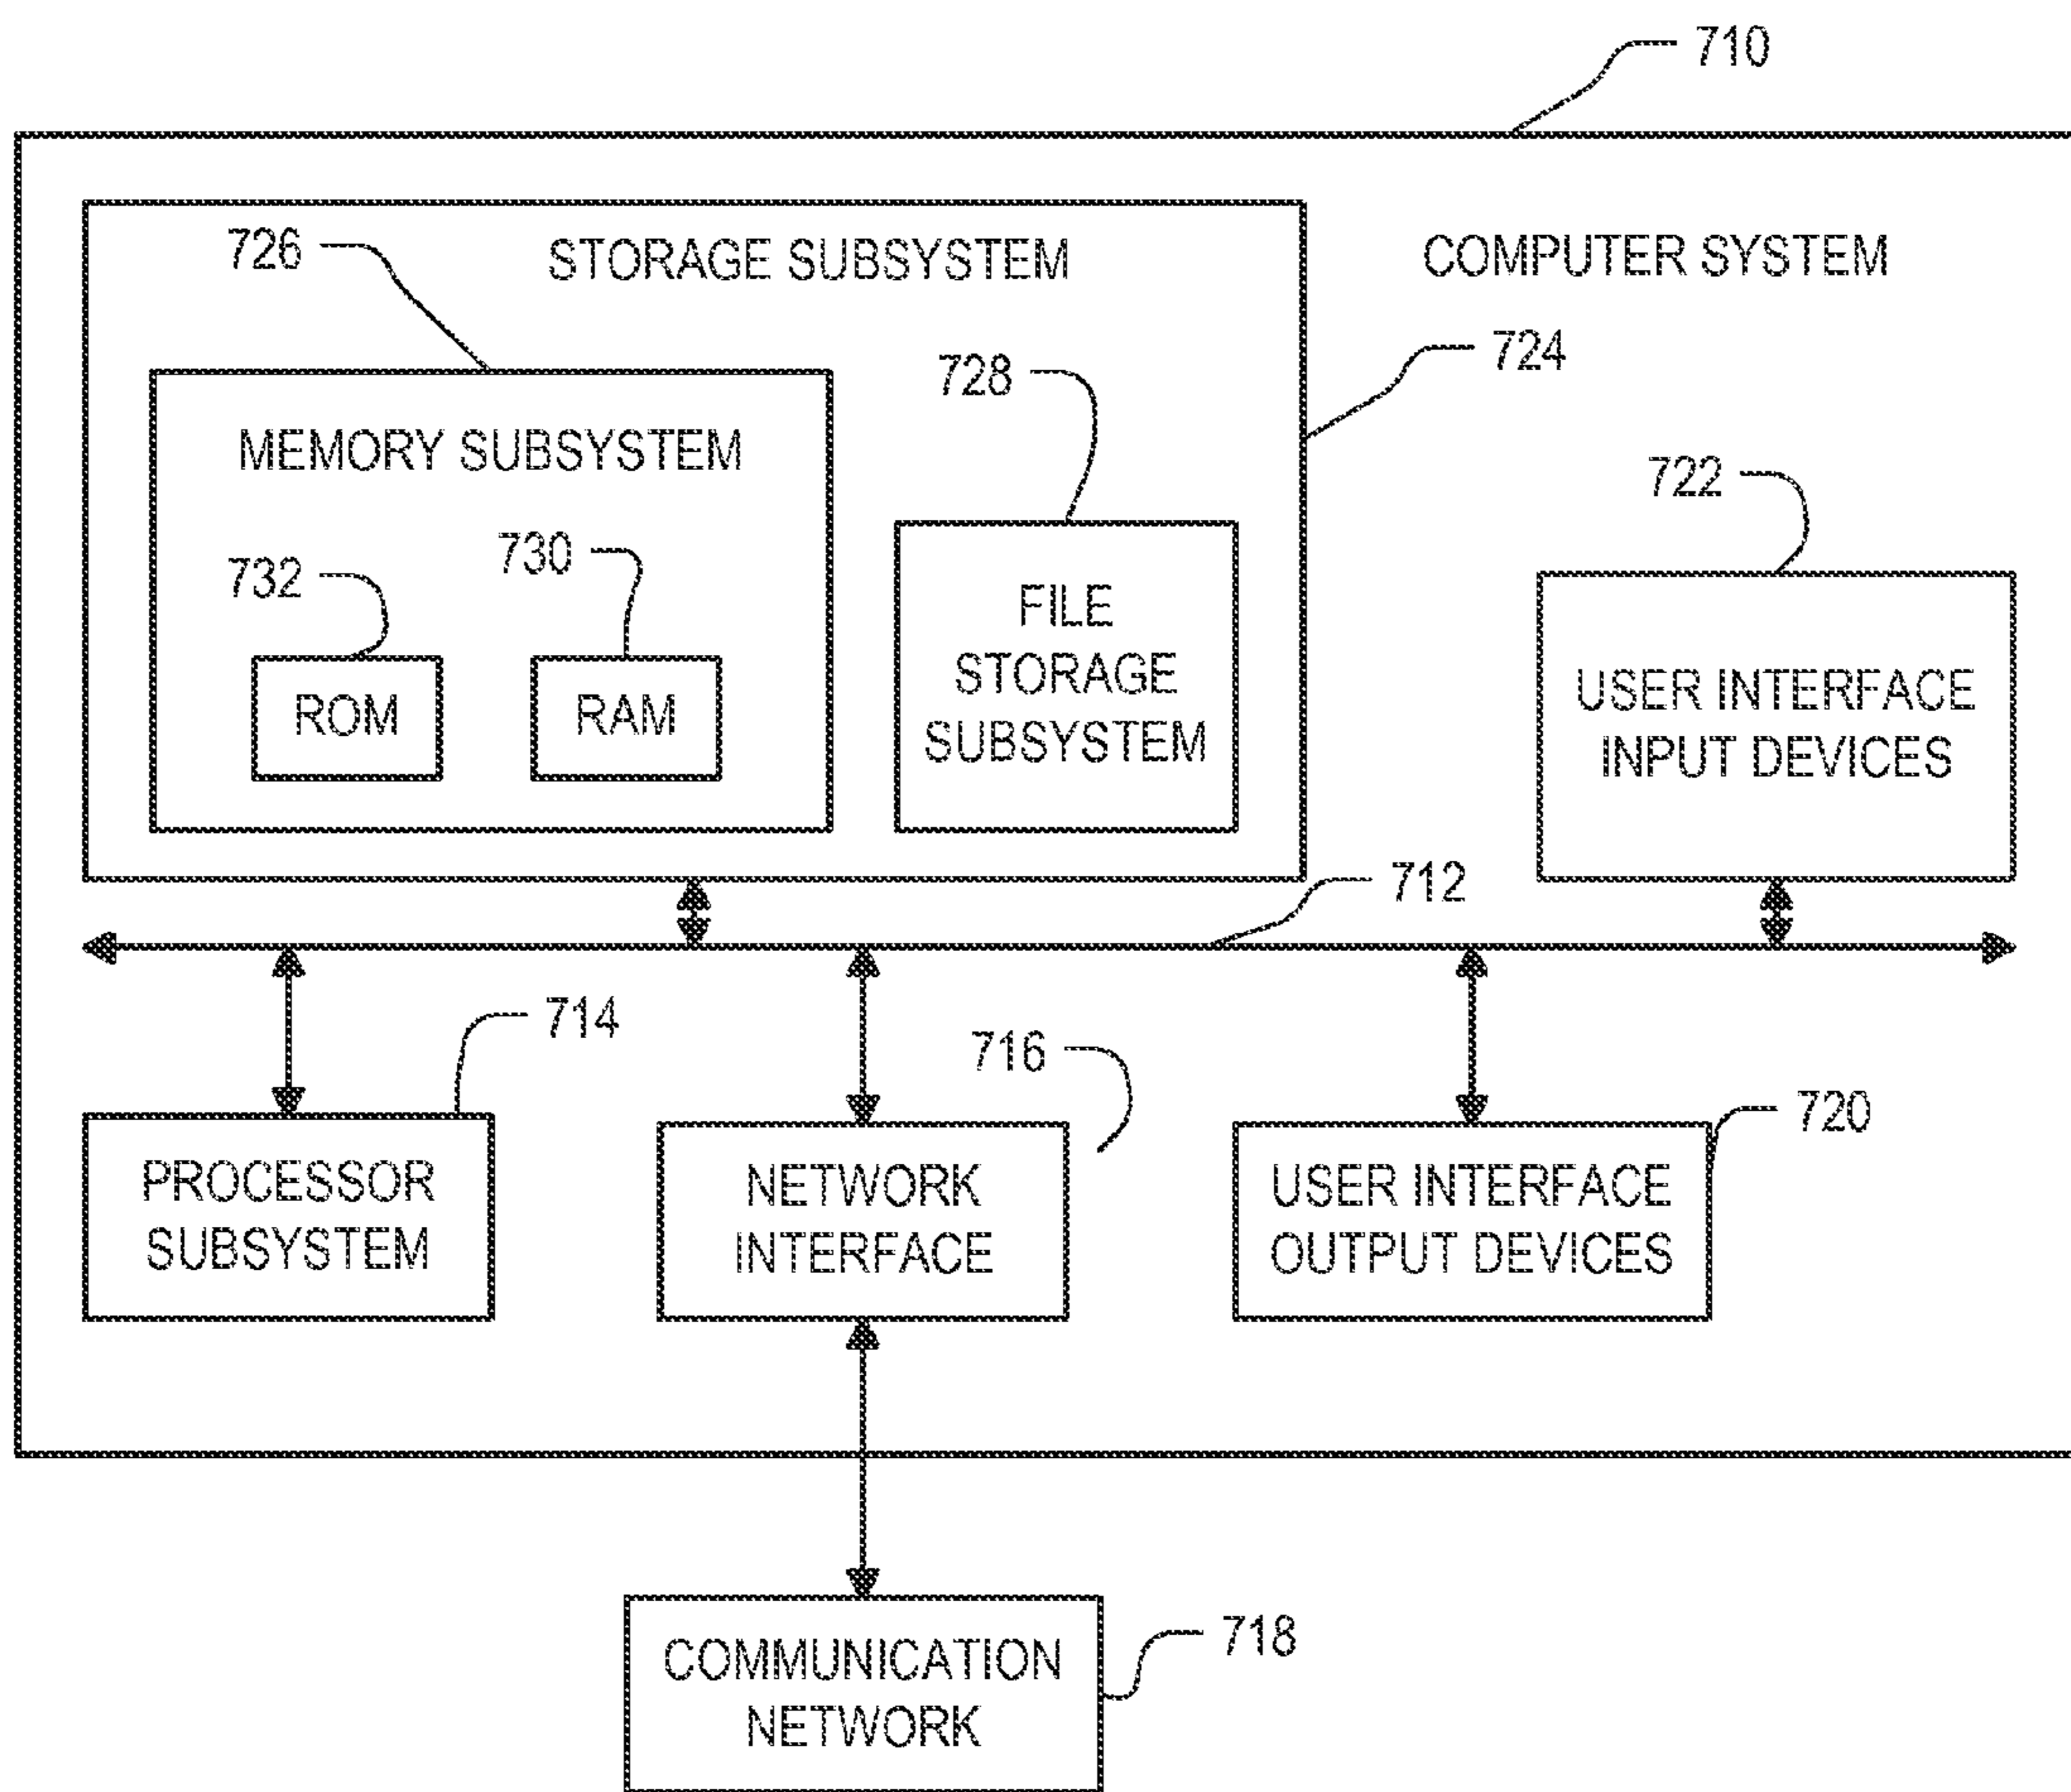 710
726
STORAGE SUBSYSTEM
COMPUTER SYSTEM
724
728
MEMORY SUBSYSTEM
722
732
730
FILE
STORAGE
SUBSYSTEM
ROM
RAM
USER INTERFACE
INPUT DEVICES
712
714
716
720
PROCESSOR
SUBSYSTEM
NETWORK
INTERFACE
USER INTERFACE
OUTPUT DEVICES
718
COMMUNICATION
NETWORK